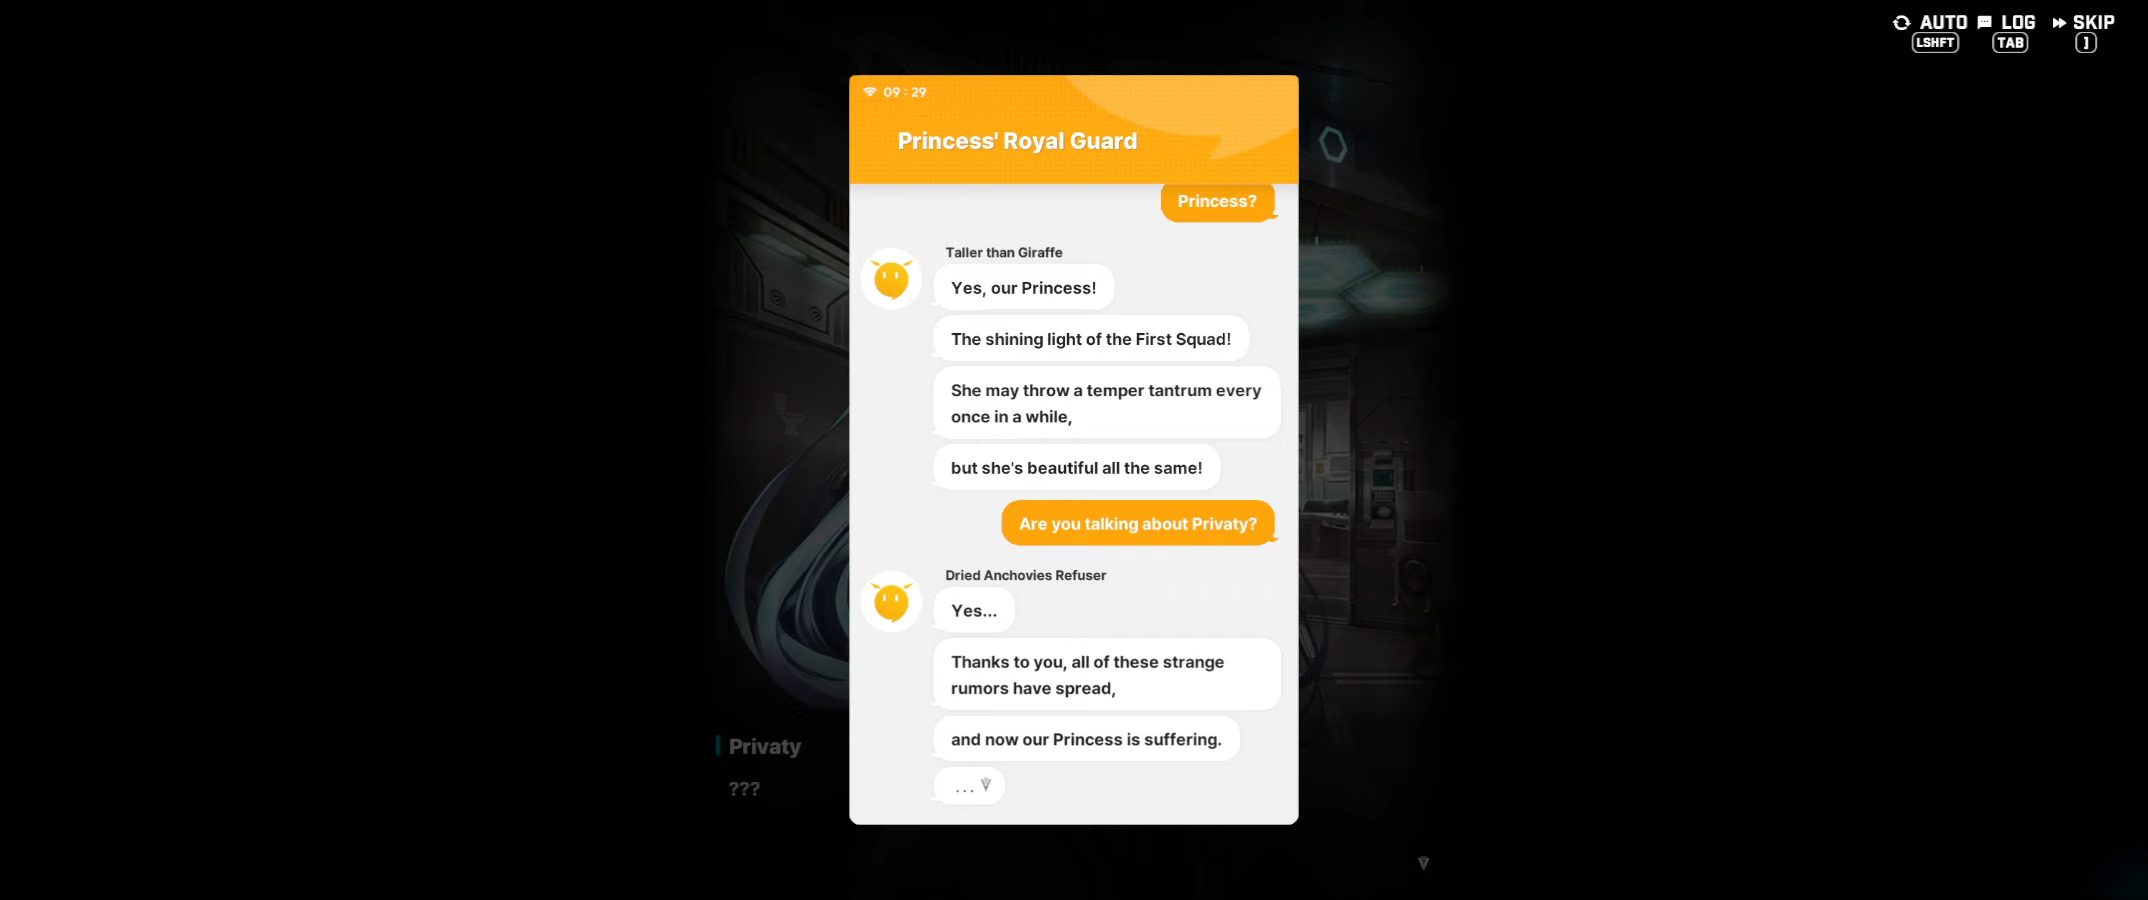 AUTO LOG SKIP
LSHFT TAB ]
09 : 29
Princess' Royal Guard
Princess?
Taller than Giraffe
Yes, our Princess!
The shining light of the First Squad!
She may throw a temper tantrum every
once in a while,
but she's beautiful all the same!
Are you talking about Privaty?
Dried Anchovies Refuser
Yes...
Thanks to you, all of these strange
rumors have spread,
and now our Princess is suffering.
...
Privaty
???